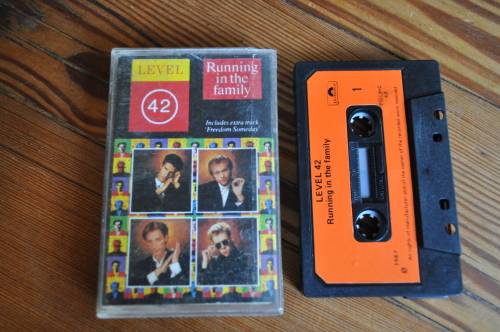 LEVEL
42
Running
in the
family
Includes extra track
'Freedom Someday'
1
LEVEL 42
Running in the family